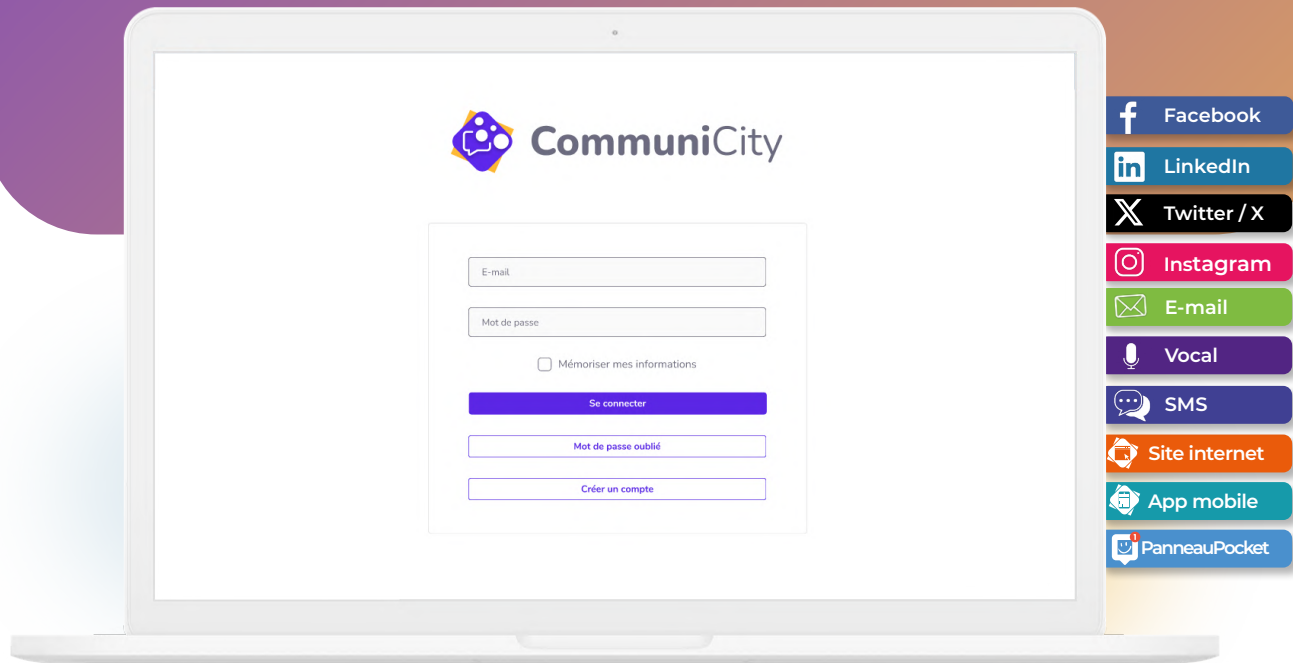 CommuniCity
E-mail
Mot de passe
Mémoriser mes informations
Se connecter
Mot de passe oublié
Créer un compte
Facebook
LinkedIn
Twitter / X
Instagram
E-mail
Vocal
SMS
Site internet
App mobile
1
PanneauPocket